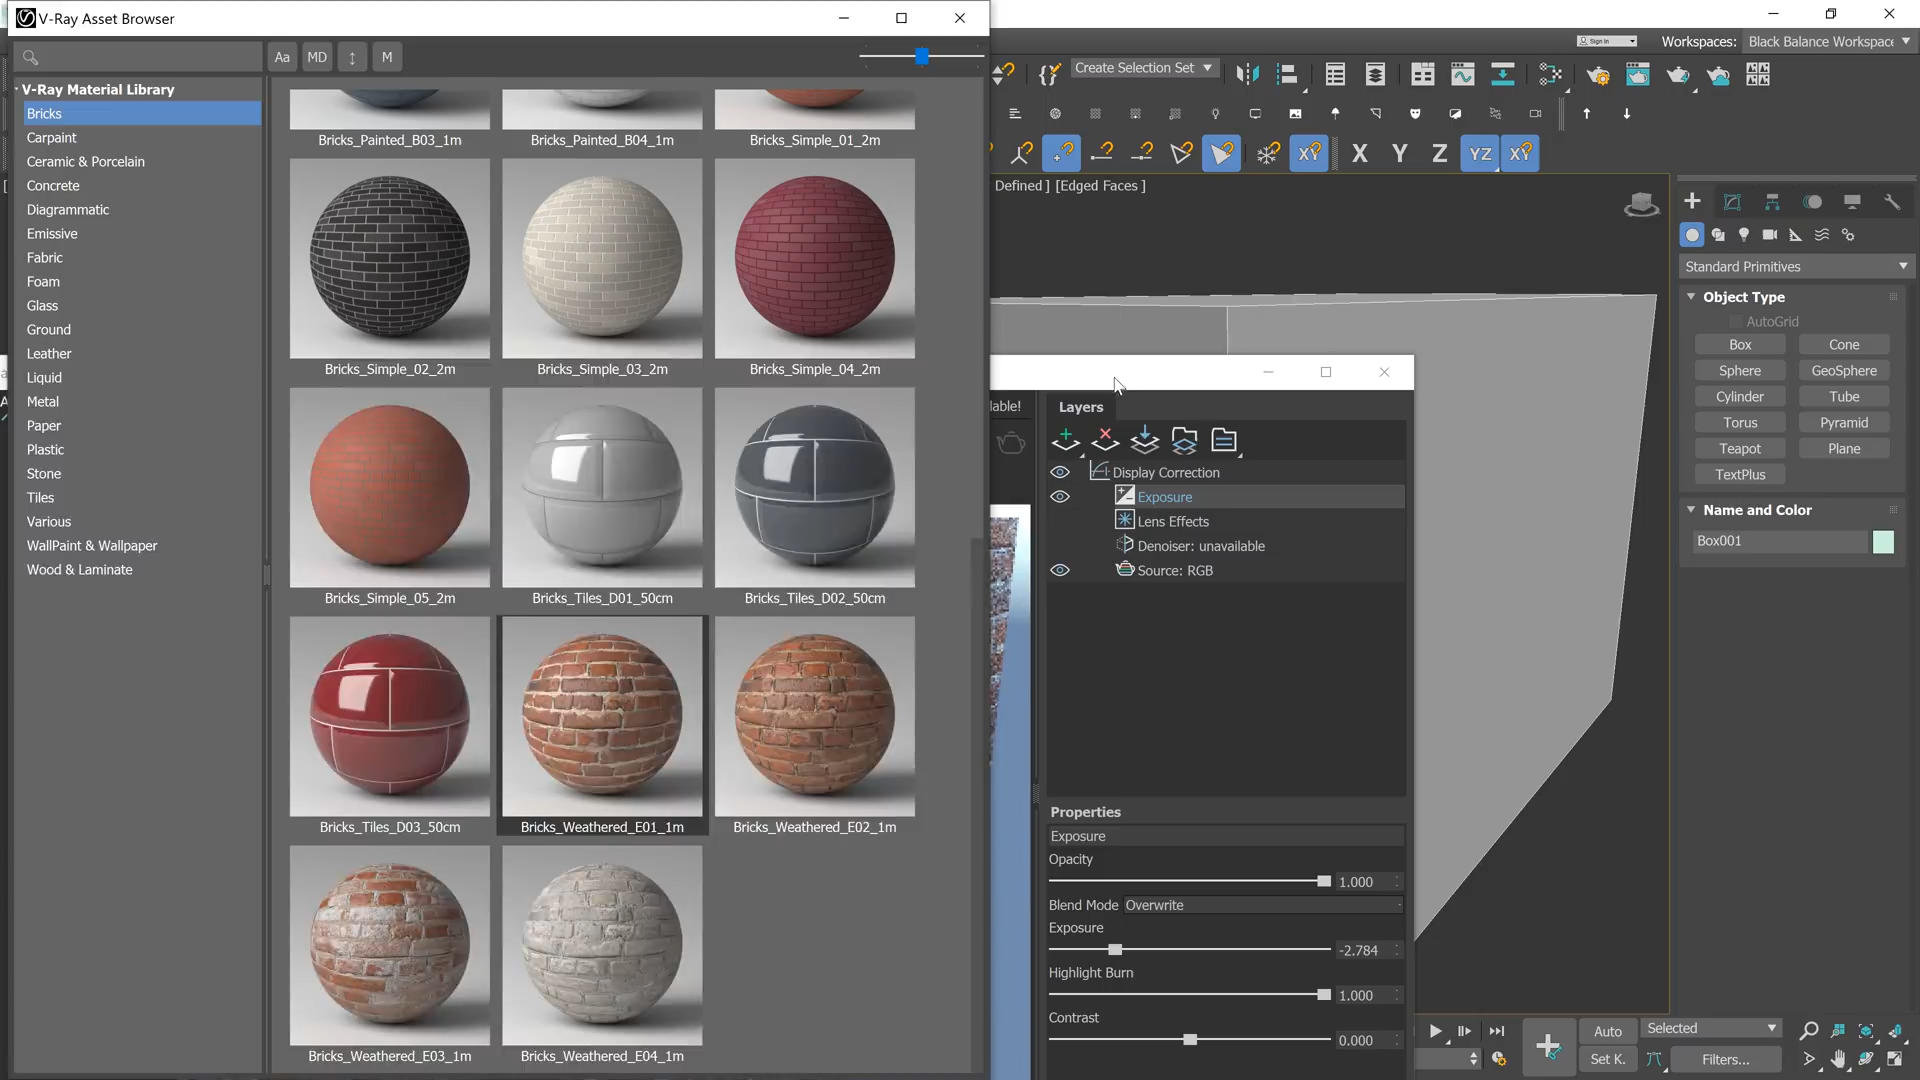 V-Ray Asset Browser
Sign In
Workspaces: Black Balance Workspace
Aa MD M
Create Selection Set
V-Ray Material Library
Bricks
Carpaint
Ceramic & Porcelain
Concrete
Diagrammatic
Emissive
Fabric
Foam
Glass
Ground
Leather
Liquid
Metal
Paper
Plastic
Stone
Tiles
Various
WallPaint & Wallpaper
Wood & Laminate
Bricks_Painted_B03_1m Bricks_Painted_B04_1m Bricks_Simple_01_2m
Bricks_Simple_02_2m Bricks_Simple_03_2m Bricks_Simple_04_2m
Bricks_Simple_05_2m Bricks_Tiles_D01_50cm Bricks_Tiles_D02_50cm
Bricks_Tiles_D03_50cm Bricks_Weathered_E01_1m Bricks_Weathered_E02_1m
Bricks_Weathered_E03_1m Bricks_Weathered_E04_1m
XY X Y Z YZ XY
Defined ] [Edged Faces ]
lable!
Layers
Display Correction
Exposure
Lens Effects
Denoiser: unavailable
Source: RGB
Properties
Exposure
Opacity
1.000
Blend Mode Overwrite
Exposure
-2.784
Highlight Burn
1.000
Contrast
0.000
Standard Primitives
Object Type
AutoGrid
Box Cone
Sphere GeoSphere
Cylinder Tube
Torus Pyramid
Teapot Plane
TextPlus
Name and Color
Box001
Auto Selected
Set K. Filters...